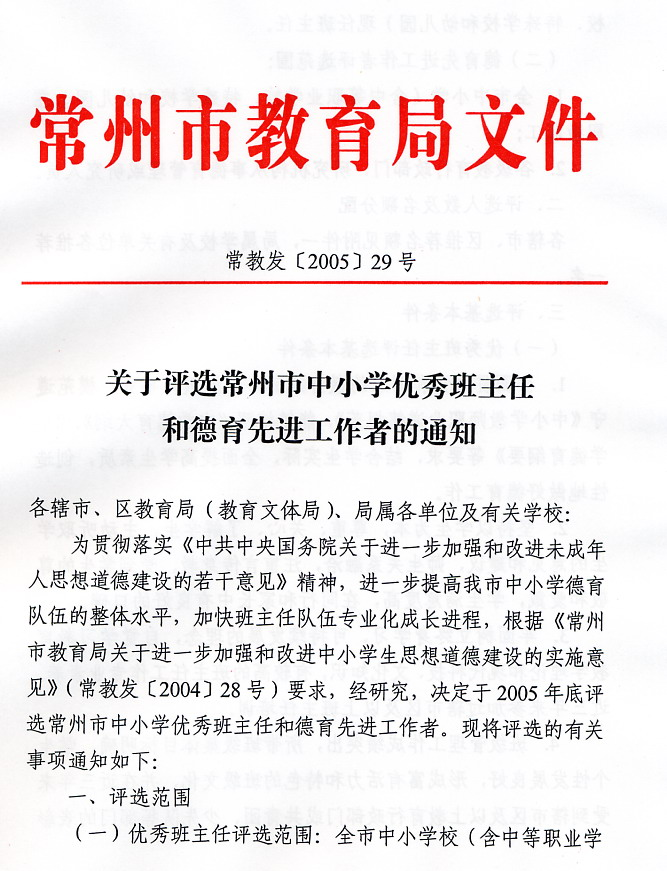 常州市教育局文件
常教发〔2005〕29号
关于评选常州市中小学优秀班主任
和德育先进工作者的通知
各辖市、区教育局（教育文体局）、局属各单位及有关学校：
为贯彻落实《中共中央国务院关于进一步加强和改进未成年
人思想道德建设的若干意见》精神，进一步提高我市中小学德育
队伍的整体水平，加快班主任队伍专业化成长进程，根据《常州
市教育局关于进一步加强和改进中小学生思想道德建设的实施意
见》（常教发〔2004〕28号）要求，经研究，决定于2005年底评
选常州市中小学优秀班主任和德育先进工作者。现将评选的有关
事项通知如下：
一、评选范围
（一）优秀班主任评选范围：全市中小学校（含中等职业学